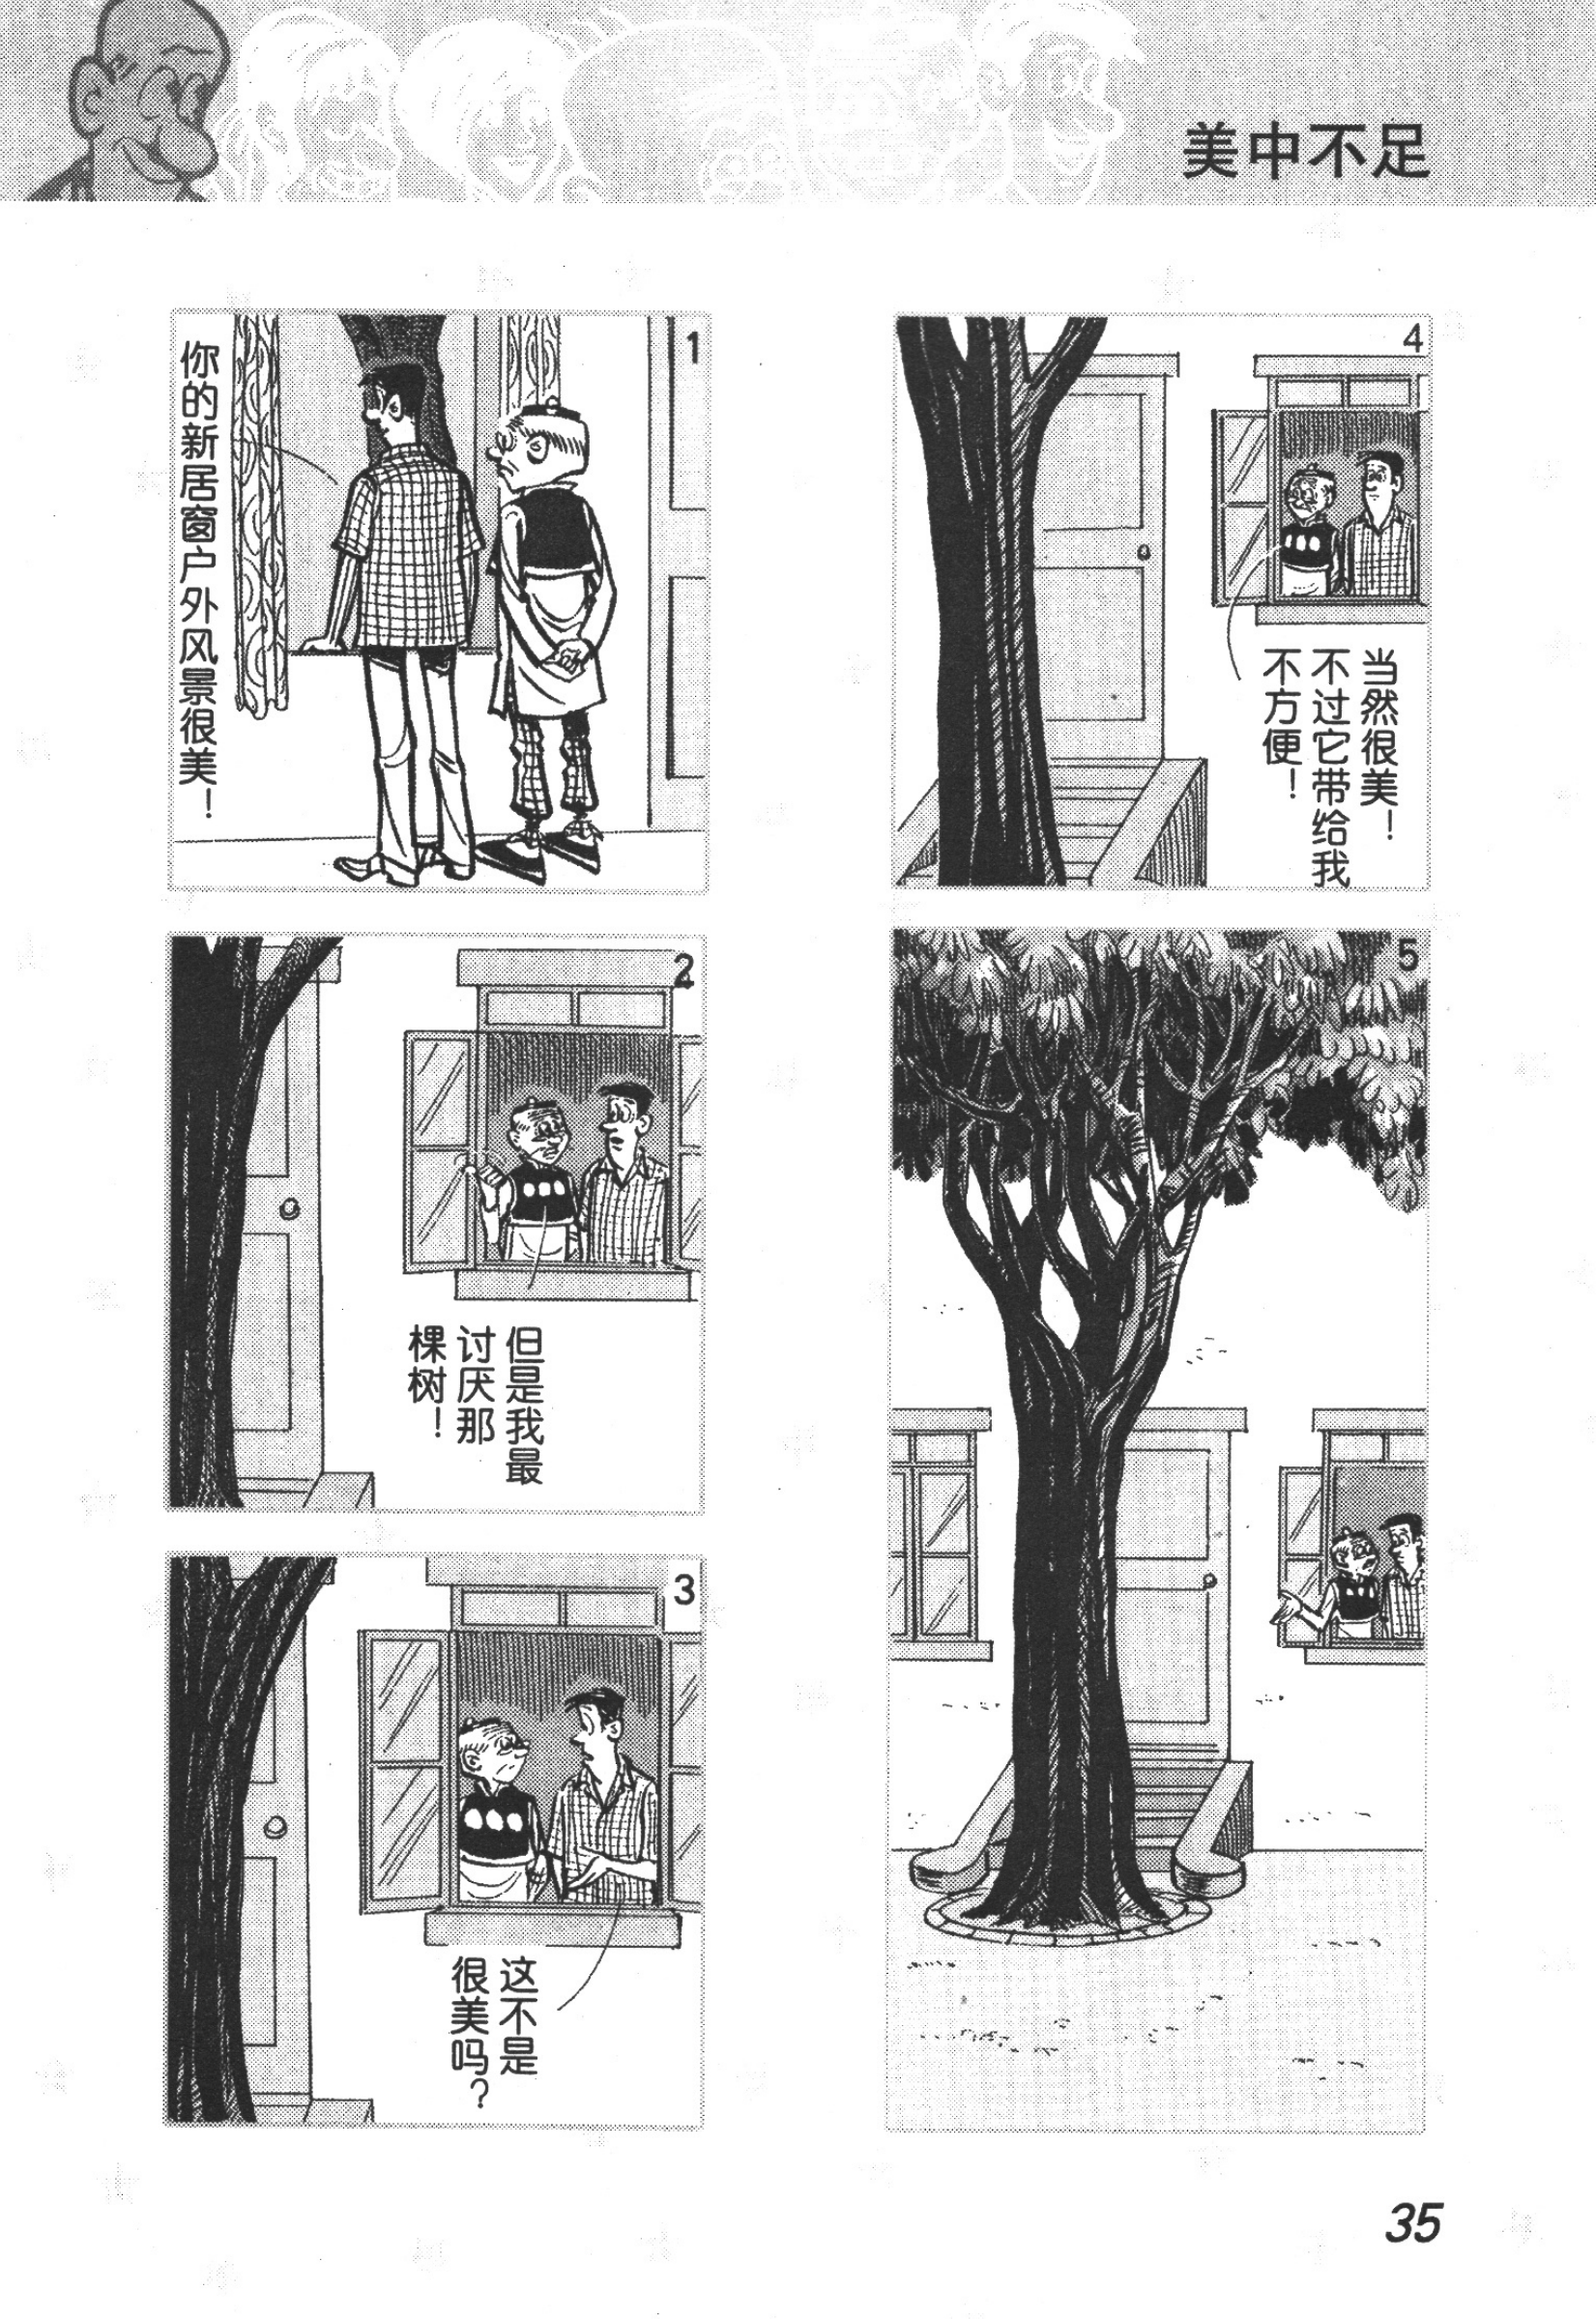 美中不足
1
你的新居窗户外风景很美！
2
但是我最
讨厌那
棵树！
3
这不是
很美吗？
4
当然很美！
不过它带给我
不方便！
5
35